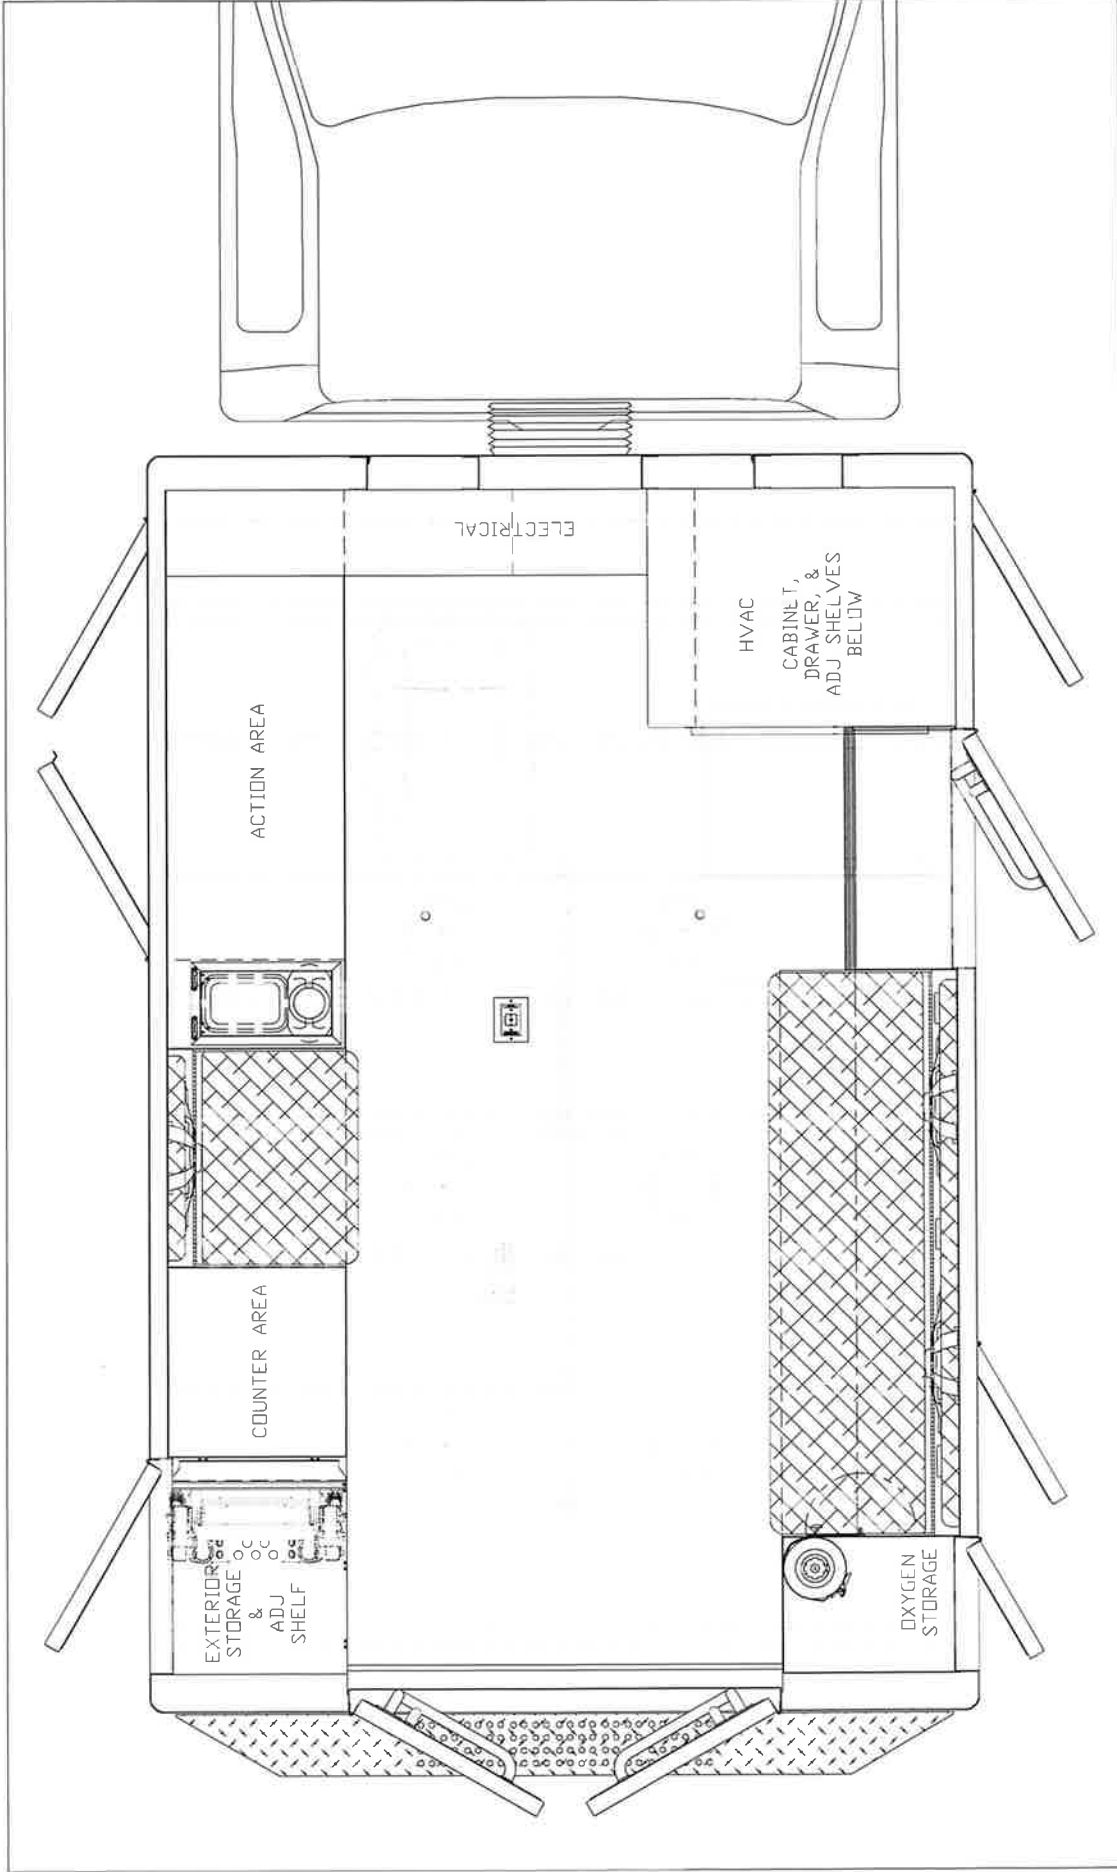 ELECTRICAL
HVAC
CABINET,
DRAWER, &
ADJ SHELVES
BELOW
ACTION AREA
COUNTER AREA
EXTERIOR
STORAGE
&
ADJ
SHELF
OXYGEN
STORAGE